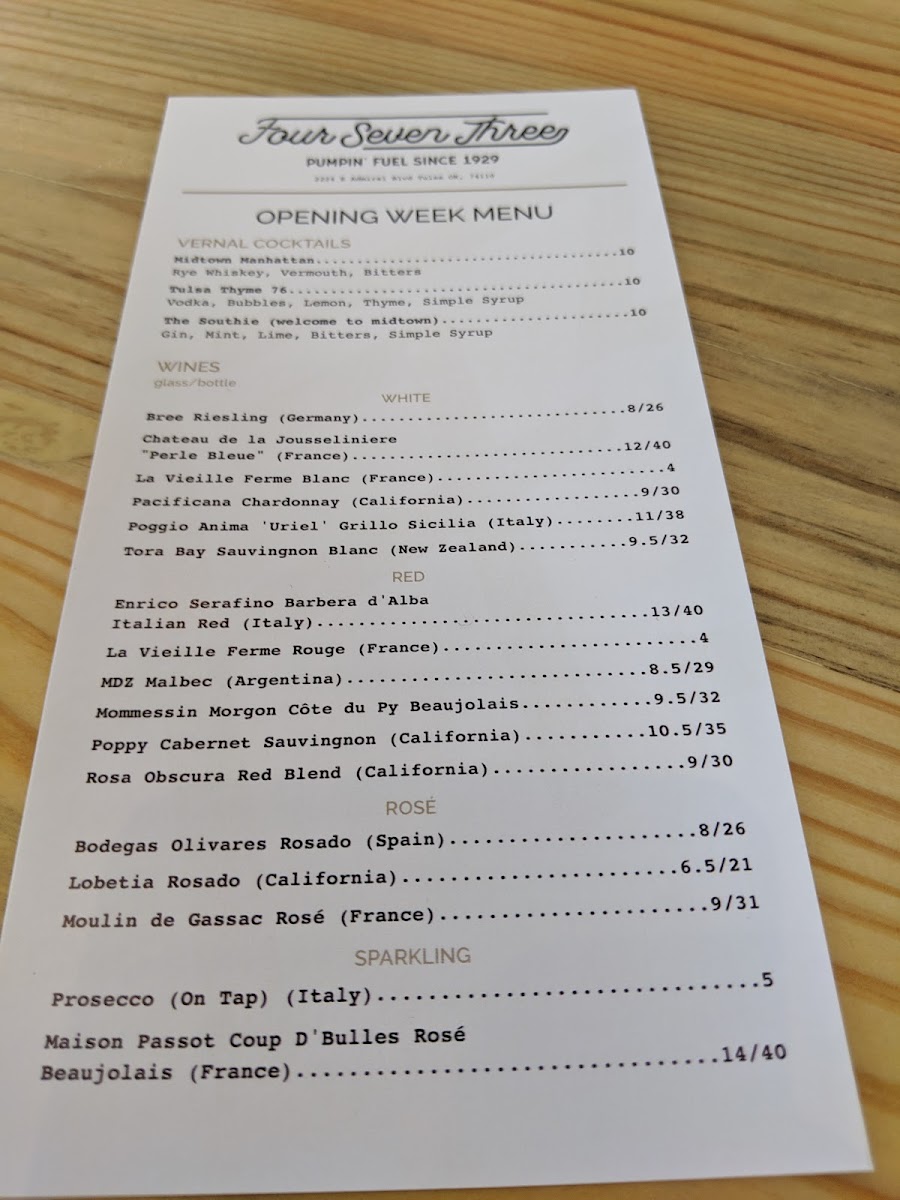 Four Seven Three
PUMPIN' FUEL SINCE 1929
OPENING WEEK MENU
VERNAL COCKTAILS
Midtown Manhattan....................................10
Rye Whiskey, Vermouth, Bitters
Tulsa Thyme 76........................................10
Vodka, Bubbles, Lemon, Thyme, Simple Syrup
The Southie (welcome to midtown)......................10
Gin, Mint, Lime, Bitters, Simple Syrup
WINES
glass/bottle
WHITE
Bree Riesling (Germany)............................8/26
Chateau de la Jousseliniere
"Perle Bleue" (France)............................12/40
La Vieille Ferme Blanc (France).......................4
Pacificana Chardonnay (California)................9/30
Poggio Anima 'Uriel' Grillo Sicilia (Italy)........11/38
Tora Bay Sauvingnon Blanc (New Zealand)...........9.5/32
RED
Enrico Serafino Barbera d'Alba
Italian Red (Italy)..............................13/40
La Vieille Ferme Rouge (France).......................4
MDZ Malbec (Argentina)..........................8.5/29
Mommessin Morgon Côte du Py Beaujolais............9.5/32
Poppy Cabernet Sauvingnon (California)...........10.5/35
Rosa Obscura Red Blend (California).................9/30
ROSÉ
Bodegas Olivares Rosado (Spain)....................8/26
Lobetia Rosado (California)......................6.5/21
Moulin de Gassac Rosé (France).....................9/31
SPARKLING
Prosecco (On Tap) (Italy).............................5
Maison Passot Coup D'Bulles Rosé
Beaujolais (France)...............................14/40